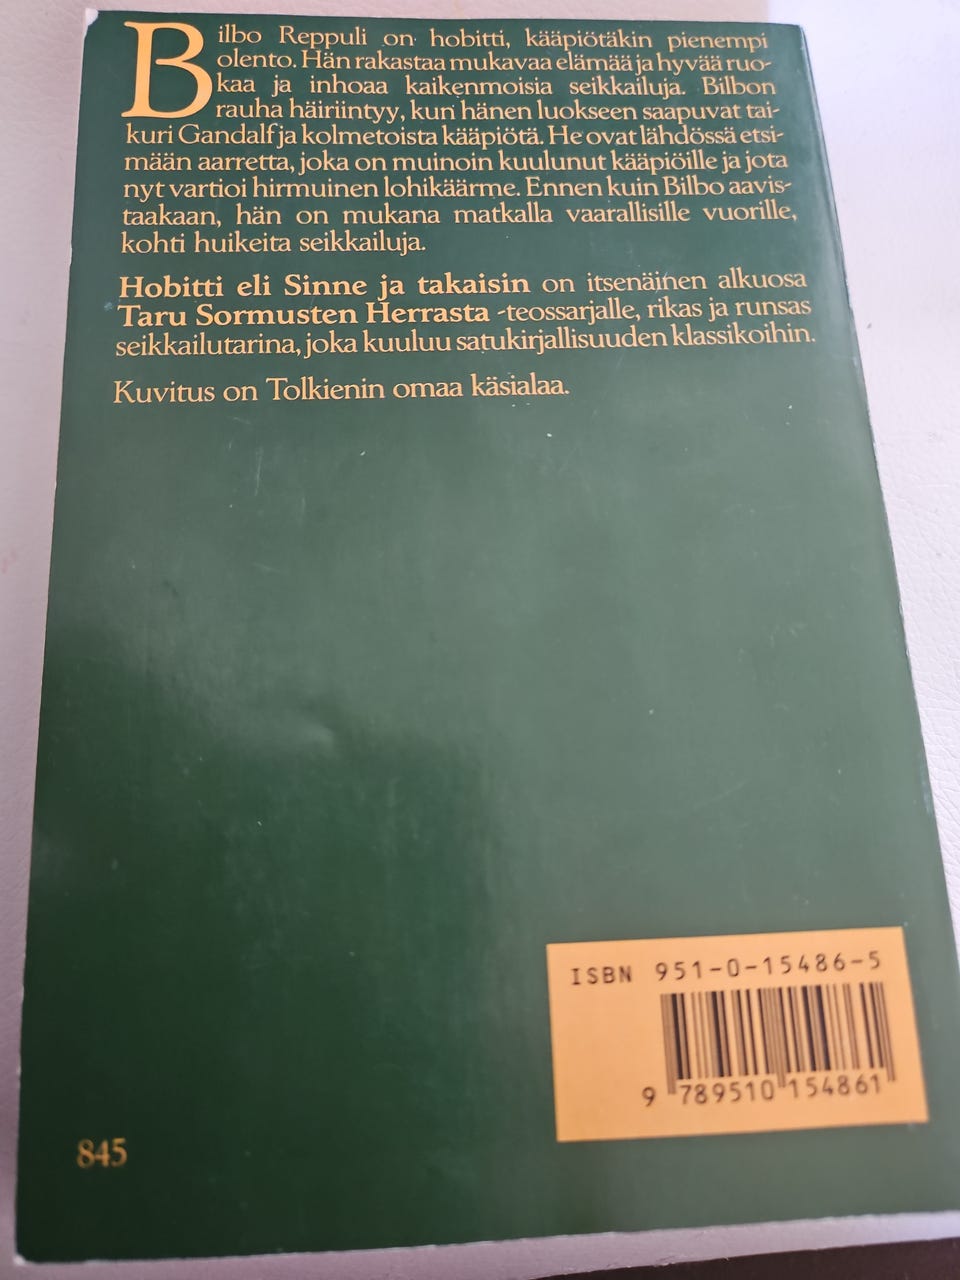 Bilbo Reppuli on hobitti, kääpiötäkin pienempi
olento. Hän rakastaa mukavaa elämää ja hyvää ruo-
kaa ja inhoaa kaikenmoisia seikkailuja. Bilbon
rauha häiriintyy, kun hänen luokseen saapuvat tai-
kuri Gandalf ja kolmetoista kääpiötä. He ovat lähdössä etsi-
mään aarretta, joka on muinoin kuulunut kääpiöille ja jota
nyt vartioi hirmuinen lohikäärme. Ennen kuin Bilbo aavis-
taakaan, hän on mukana matkalla vaarallisille vuorille,
kohti huikeita seikkailuja.
Hobitti eli Sinne ja takaisin on itsenäinen alkuosa
Taru Sormusten Herrasta -teossarjalle, rikas ja runsas
seikkailutarina, joka kuuluu satukirjallisuuden klassikoihin.
Kuvitus on Tolkienin omaa käsialaa.
ISBN 951-0-15486-5
9 789510 154861
845